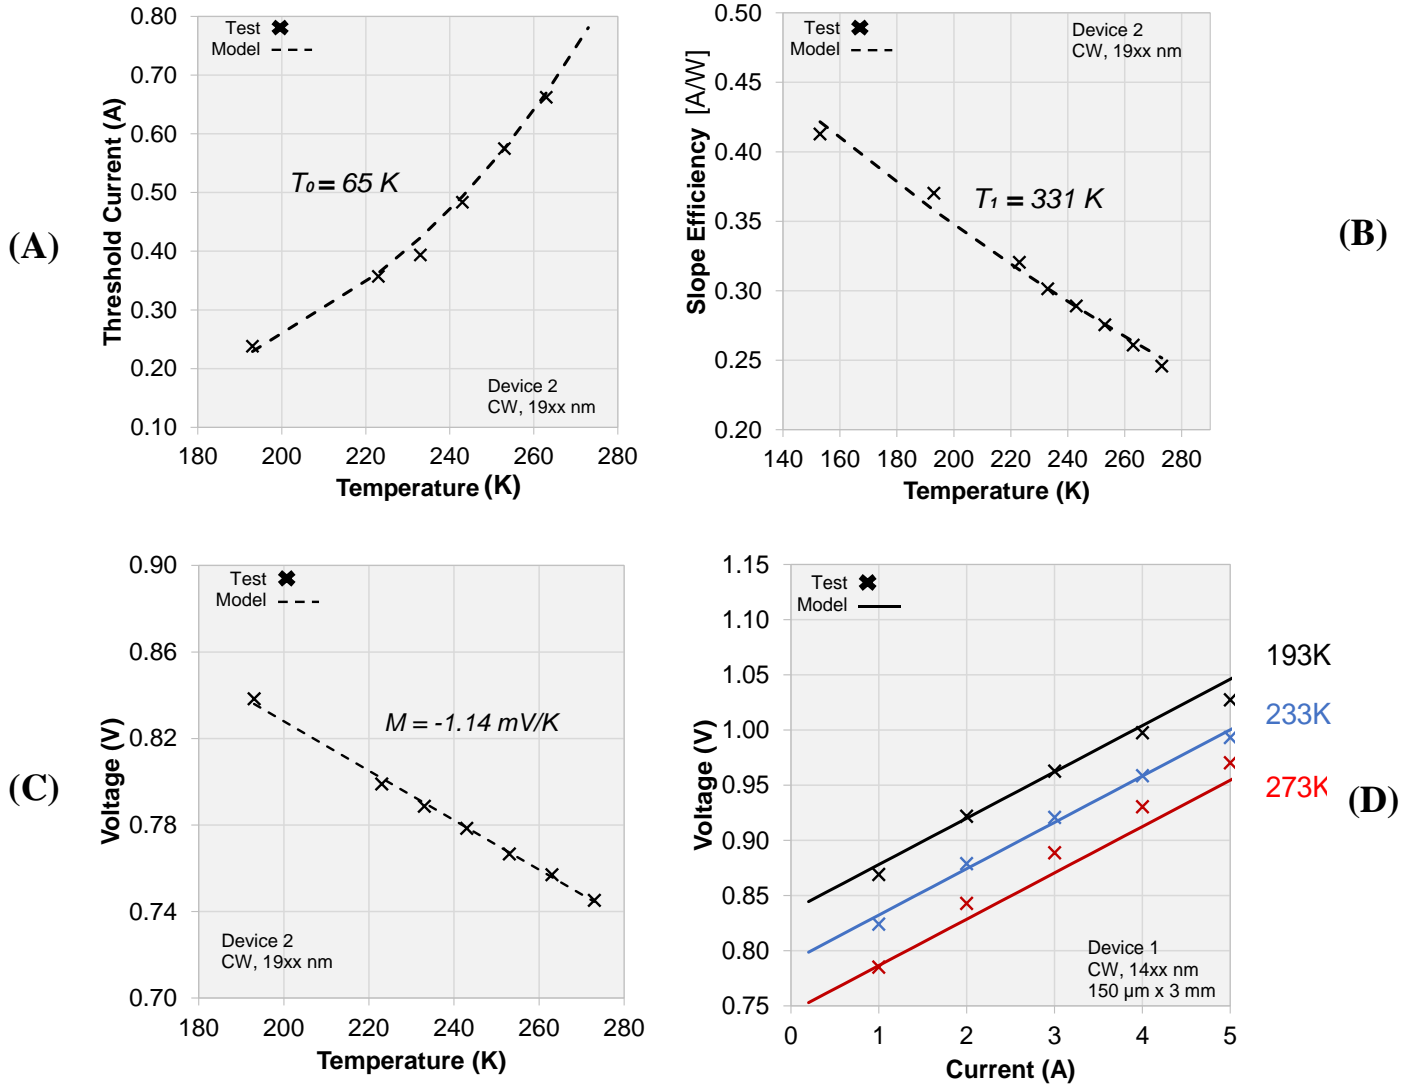 (A)
0.80
0.70
0.60
0.50
0.40
0.30
0.20
0.10
Threshold Current (A)
Test
Model
T₀ = 65 K
Device 2
CW, 19xx nm
180 200 220 240 260 280
Temperature (K)
(B)
0.50
0.45
0.40
0.35
0.30
0.25
0.20
Slope Efficiency [A/W]
Test
Model
Device 2
CW, 19xx nm
T₁ = 331 K
140 160 180 200 220 240 260 280
Temperature (K)
(C)
0.90
0.86
0.82
0.78
0.74
0.70
Voltage (V)
Test
Model
M = -1.14 mV/K
Device 2
CW, 19xx nm
180 200 220 240 260 280
Temperature (K)
(D)
1.15
1.10
1.05
1.00
0.95
0.90
0.85
0.80
0.75
Voltage (V)
Test
Model
193K
233K
273K
Device 1
CW, 14xx nm
150 µm x 3 mm
0 1 2 3 4 5
Current (A)